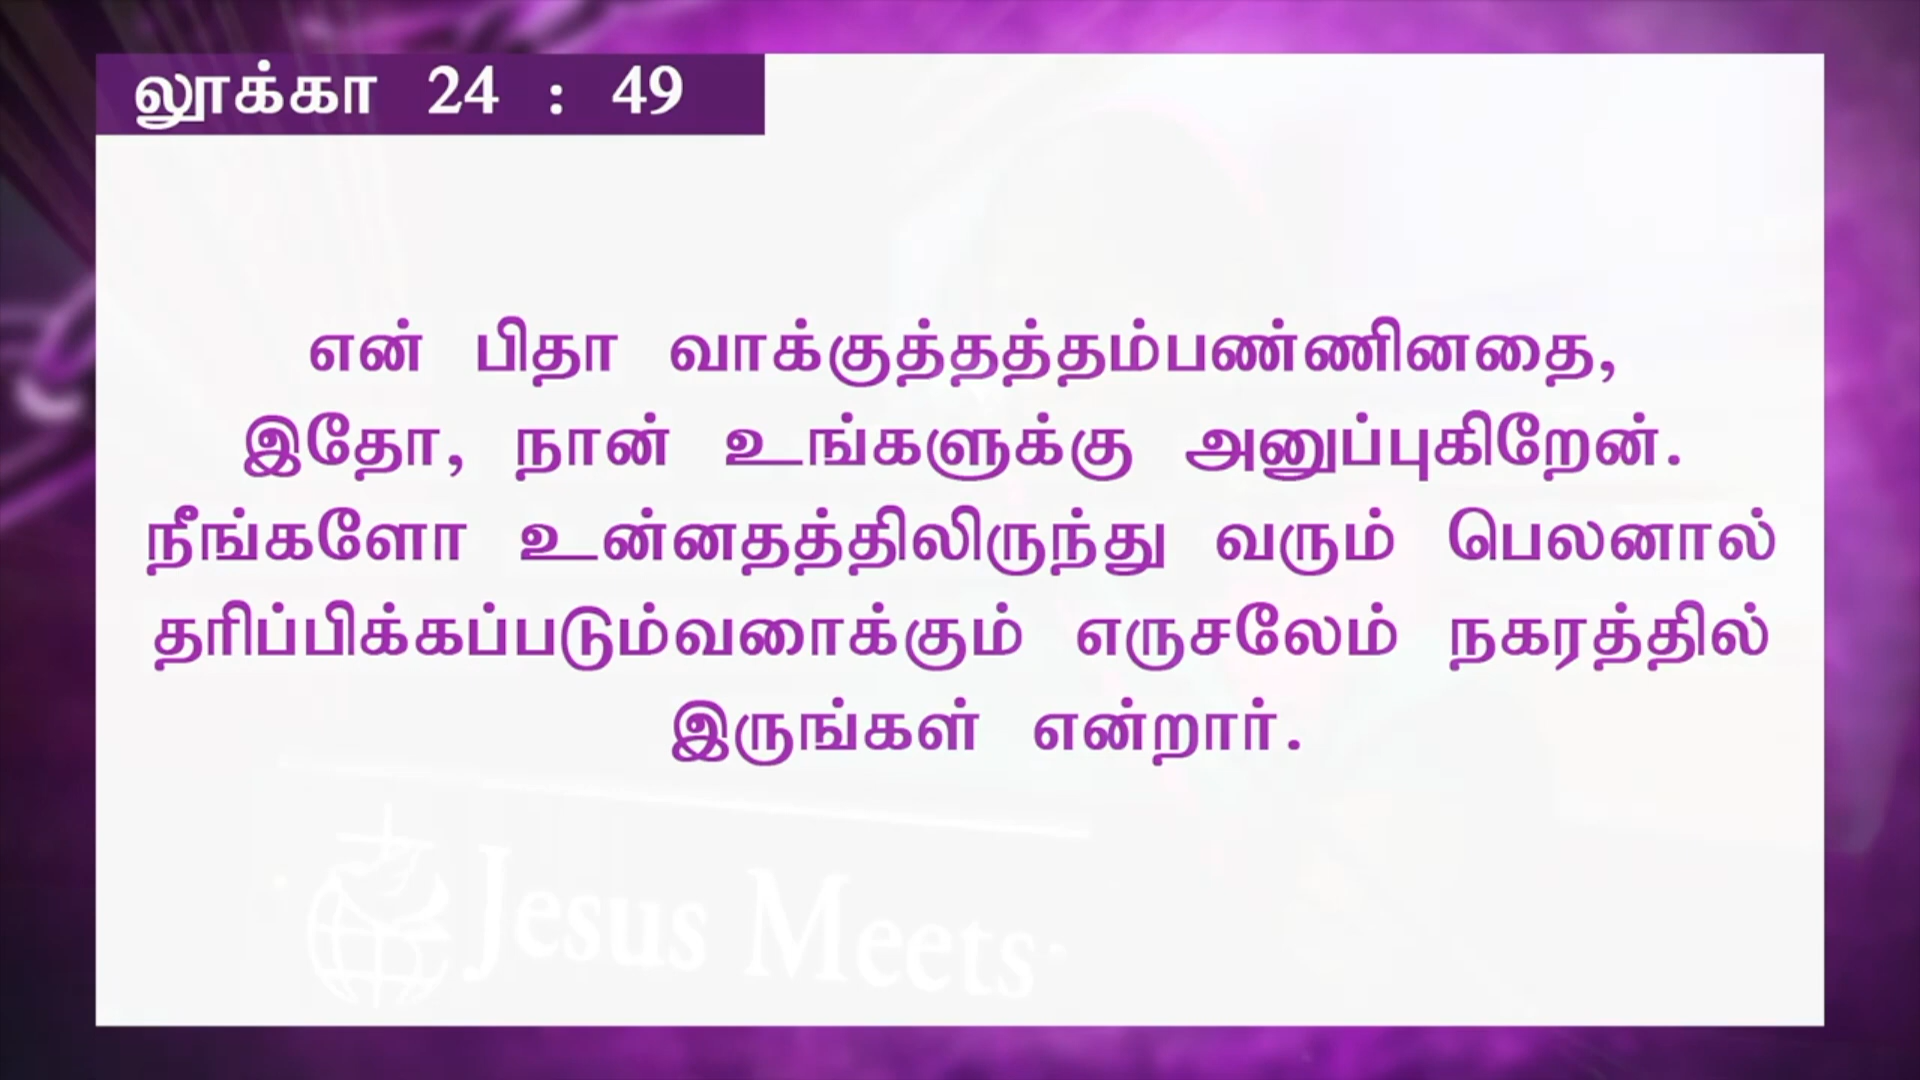 லூக்கா 24 : 49
என் பிதா வாக்குத்தத்தம்பண்ணினதை,
இதோ, நான் உங்களுக்கு அனுப்புகிறேன்.
நீங்களோ உன்னதத்திலிருந்து வரும் பெலனால்
தரிப்பிக்கப்படும்வரைக்கும் எருசலேம் நகரத்தில்
இருங்கள் என்றார்.
Jesus Meets